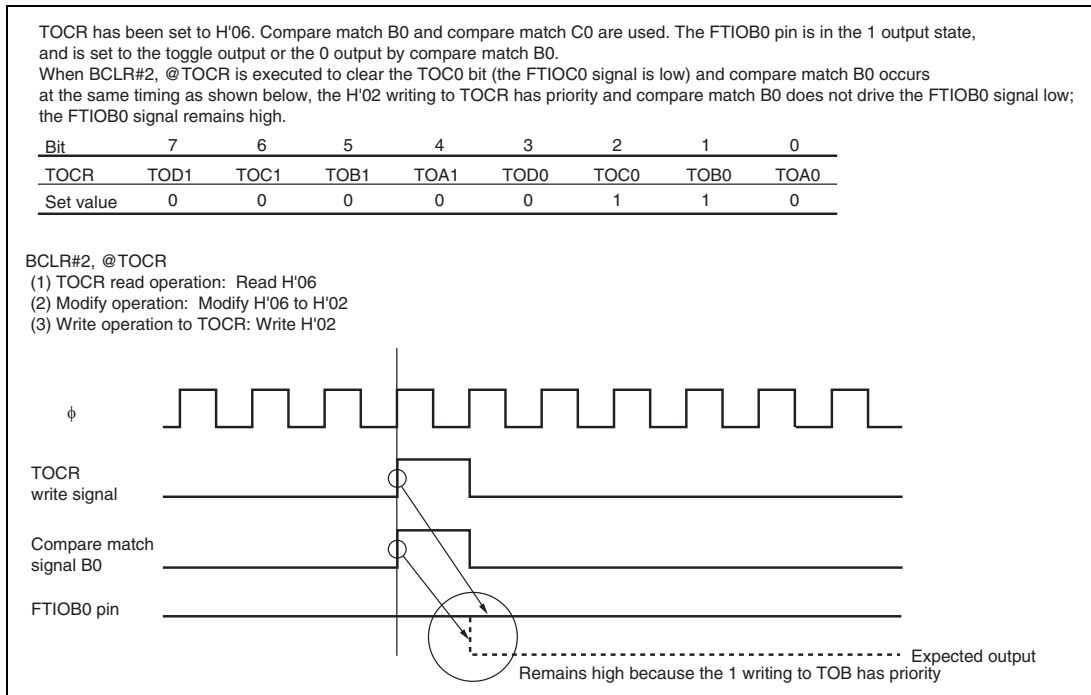 TOCR has been set to H'06. Compare match B0 and compare match C0 are used. The FTIOB0 pin is in the 1 output state,
and is set to the toggle output or the 0 output by compare match B0.
When BCLR#2, @TOCR is executed to clear the TOC0 bit (the FTIOC0 signal is low) and compare match B0 occurs
at the same timing as shown below, the H'02 writing to TOCR has priority and compare match B0 does not drive the FTIOB0 signal low;
the FTIOB0 signal remains high.
Bit 7 6 5 4 3 2 1 0
TOCR TOD1 TOC1 TOB1 TOA1 TOD0 TOC0 TOB0 TOA0
Set value 0 0 0 0 0 1 1 0
BCLR#2, @TOCR
(1) TOCR read operation: Read H'06
(2) Modify operation: Modify H'06 to H'02
(3) Write operation to TOCR: Write H'02
ϕ
TOCR
write signal
Compare match
signal B0
FTIOB0 pin
Expected output
Remains high because the 1 writing to TOB has priority